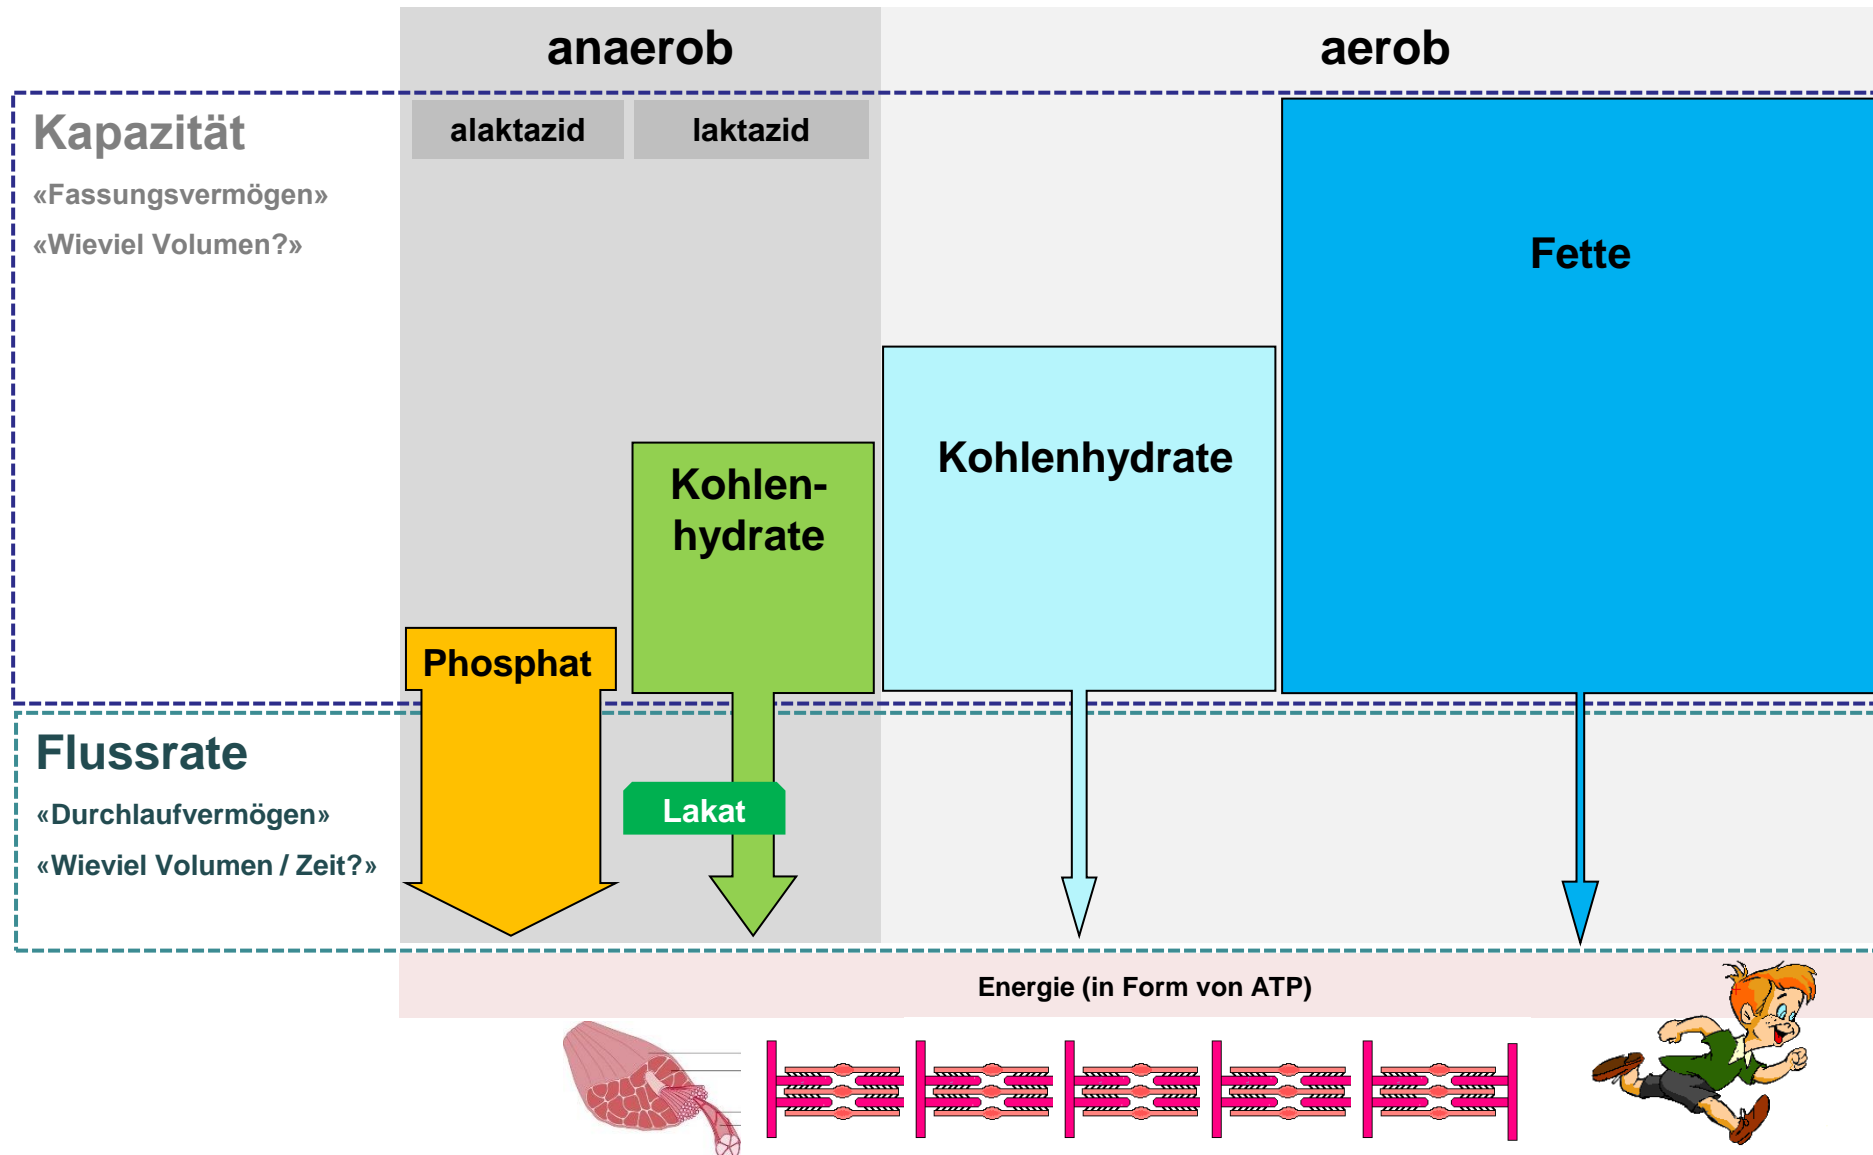 anaerob
aerob
Kapazität
«Fassungsvermögen»
«Wieviel Volumen?»
alaktazid
laktazid
Fette
Kohlenhydrate
Kohlen-
hydrate
Phosphat
Flussrate
«Durchlaufvermögen»
«Wieviel Volumen / Zeit?»
Lakat
Energie (in Form von ATP)